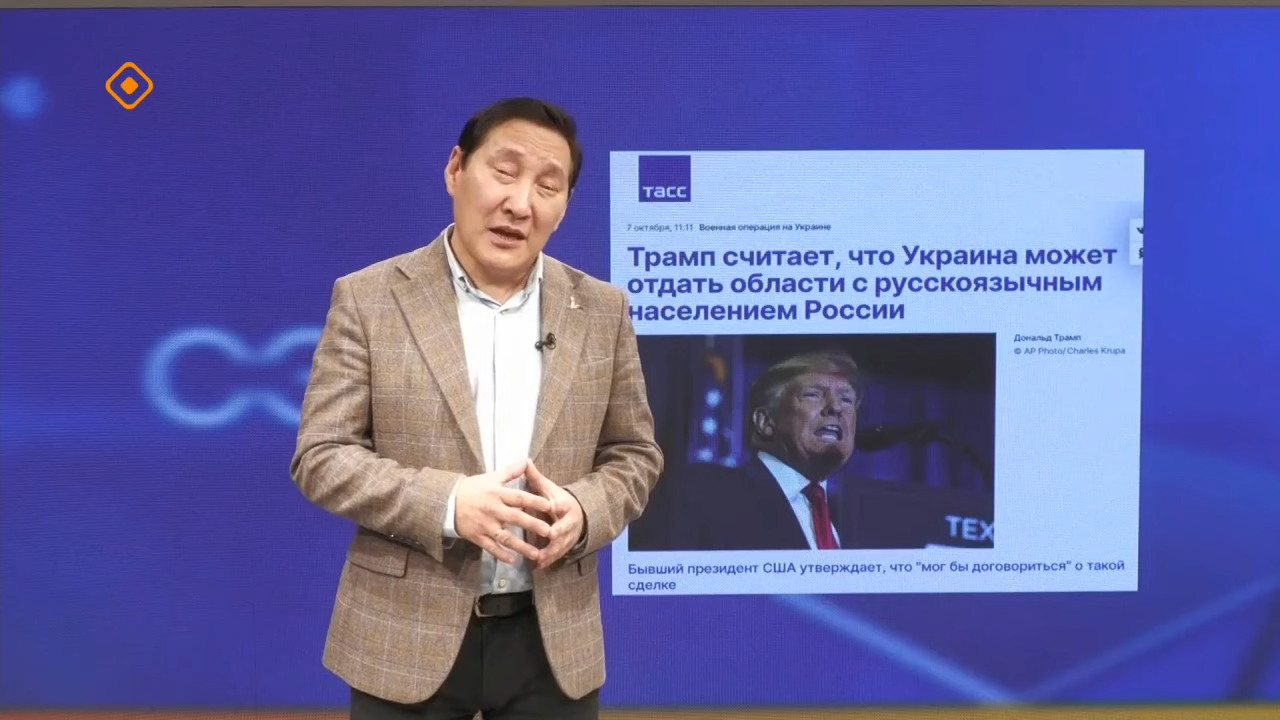 тасс
7 октября, 11:11 Военная операция на Украине
Трамп считает, что Украина может
отдать области с русскоязычным
населением России
Дональд Трамп
© AP Photo/ Charles Krupa
TEX
Бывший президент США утверждает, что "мог бы договориться" о такой
сделке